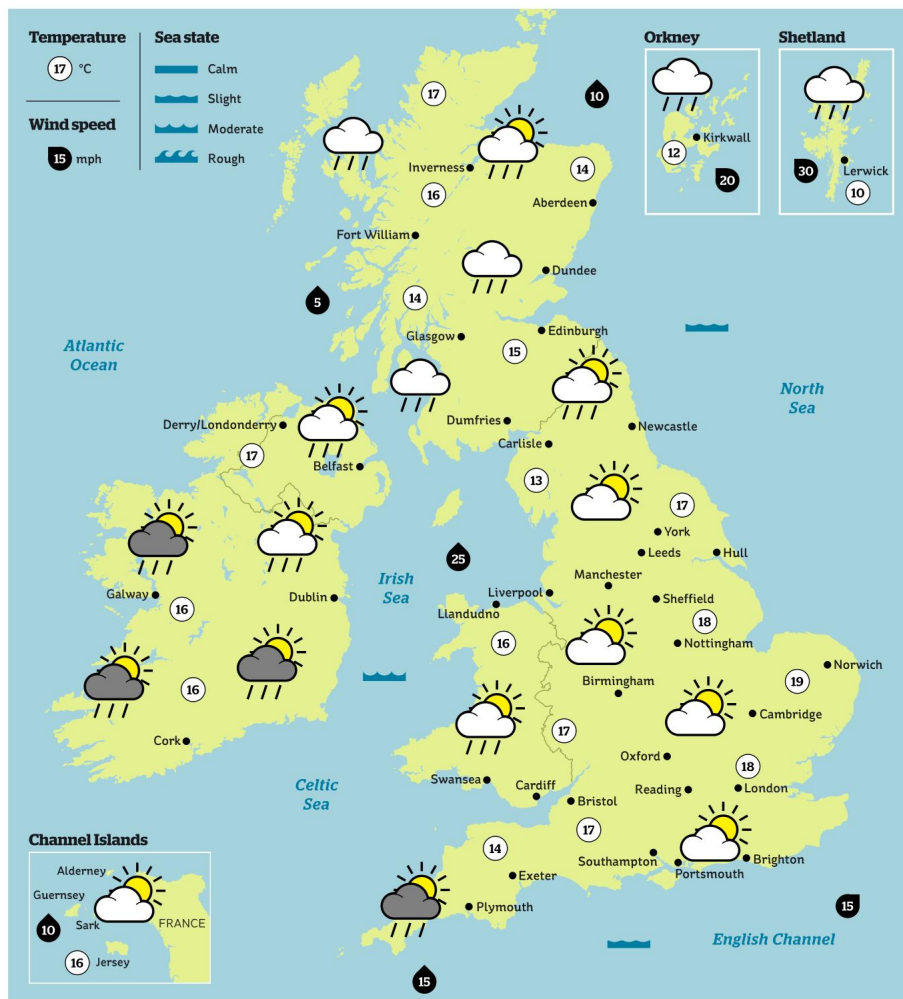 Temperature
17 °C
Wind speed
15 mph
Sea state
Calm
Slight
Moderate
Rough
Orkney
Kirkwall
12
20
Shetland
30
Lerwick
10
17
10
Inverness
14
16
Aberdeen
Fort William
Dundee
5
14
Glasgow
Edinburgh
15
Atlantic
Ocean
North
Sea
Derry/Londonderry
Dumfries
Newcastle
Carlisle
17
Belfast
13
17
York
25
Leeds
Hull
Manchester
Galway
16
Dublin
Irish
Sea
Liverpool
Llandudno
Sheffield
18
Nottingham
16
Norwich
Birmingham
19
16
Cambridge
17
Cork
Oxford
18
Swansea
Cardiff
Reading
London
Celtic
Sea
Bristol
17
Channel Islands
14
Southampton
Brighton
Portsmouth
Alderney
Exeter
Guernsey
Plymouth
15
10
Sark
FRANCE
English Channel
16 Jersey
15